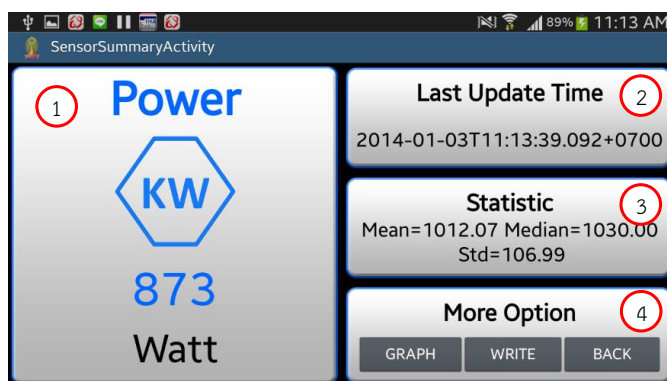 89% 11:13 AM
SensorSummaryActivity
1
Power
KW
873
Watt
Last Update Time
2
2014-01-03T11:13:39.092+0700
Statistic
3
Mean=1012.07 Median=1030.00
Std=106.99
More Option
4
GRAPH WRITE BACK